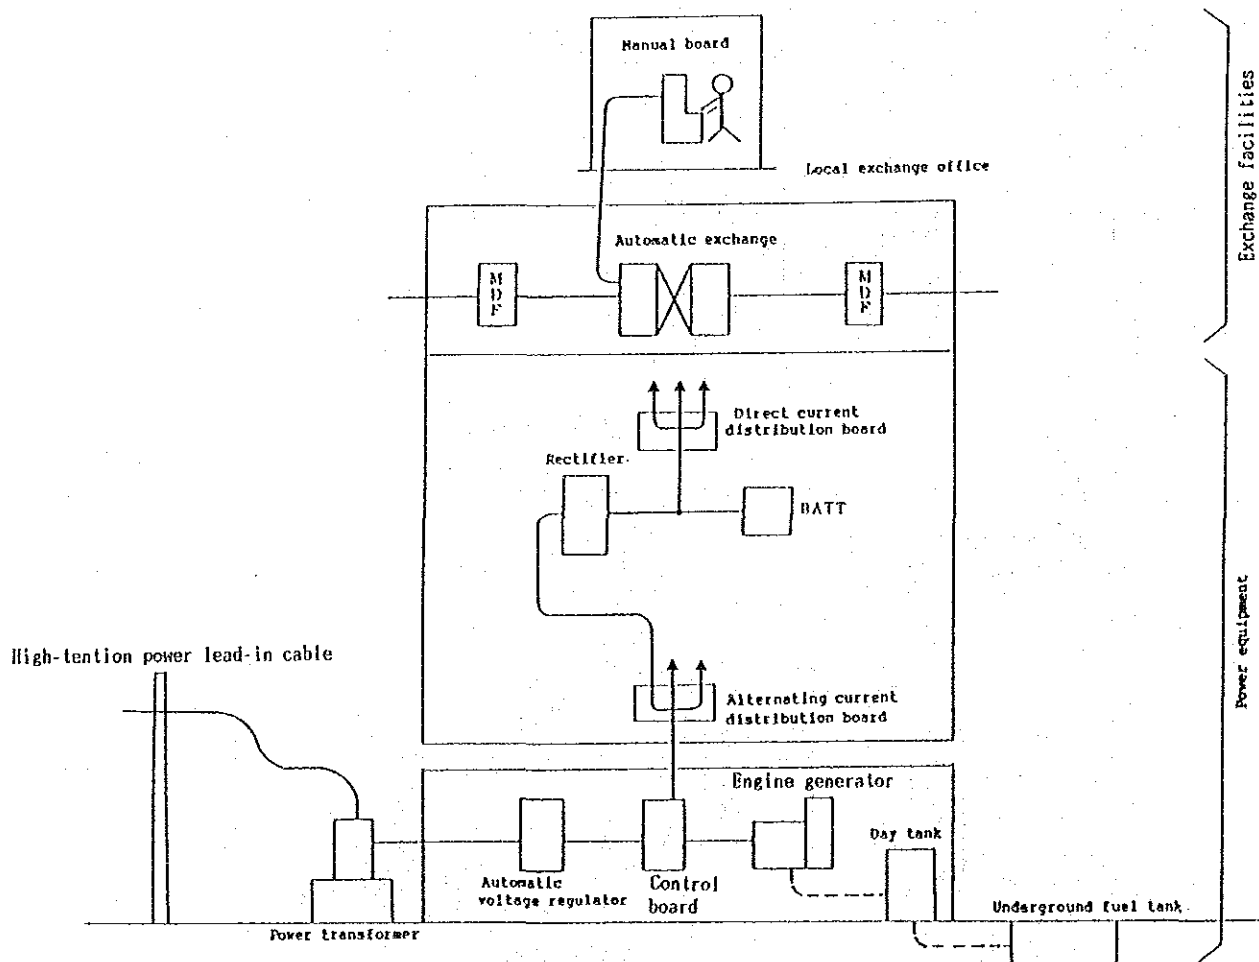 Manual board
Local exchange office
Exchange facilities
Automatic exchange
MDF
MDF
Direct current
distribution board
Rectifier
BATT
Power equipment
High-tention power lead-in cable
Alternating current
distribution board
Engine generator
Day tank
Automatic
voltage regulator
Control
board
Underground fuel tank
Power transformer